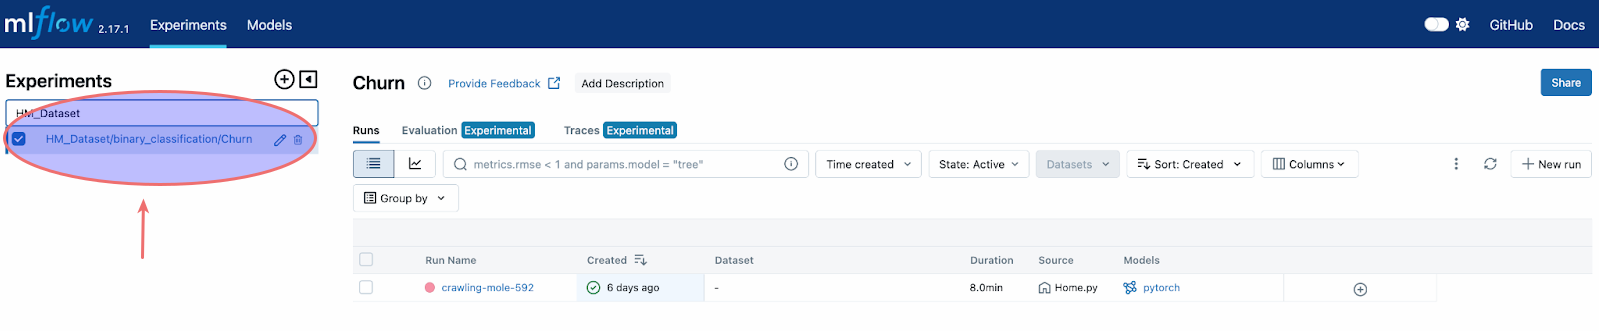 mlflow 2.17.1 Experiments Models GitHub Docs
Experiments
HM_Dataset
HM_Dataset/binary_classification/Churn
Churn Provide Feedback Add Description Share
Runs Evaluation Experimental Traces Experimental
metrics.rmse < 1 and params.model = "tree" Time created State: Active Datasets Sort: Created Columns New run
Group by
Run Name Created Dataset Duration Source Models
crawling-mole-592 6 days ago - 8.0min Home.py pytorch